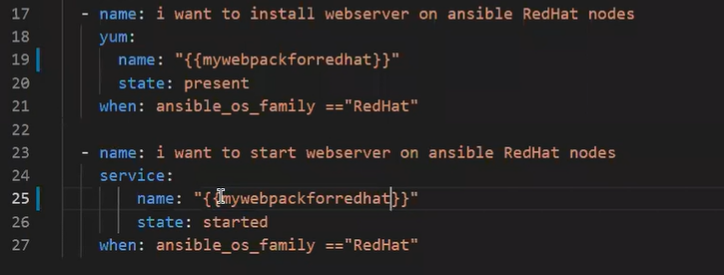 17 - name: i want to install webserver on ansible RedHat nodes
18 yum:
19 name: "{{mywebpackforredhat}}"
20 state: present
21 when: ansible_os_family =="RedHat"
22
23 - name: i want to start webserver on ansible RedHat nodes
24 service:
25 name: "{{mywebpackforredhat}}"
26 state: started
27 when: ansible_os_family =="RedHat"